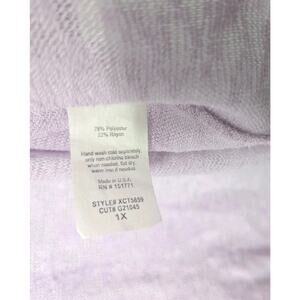 78% Polyester
22% Rayon
Hand wash cold separately,
only non-chlorine bleach
when needed. flat dry,
warm iron if needed
Made in U.S.A.
RN # 151771
STYLE# XCT5659
CUT# G21045
1X